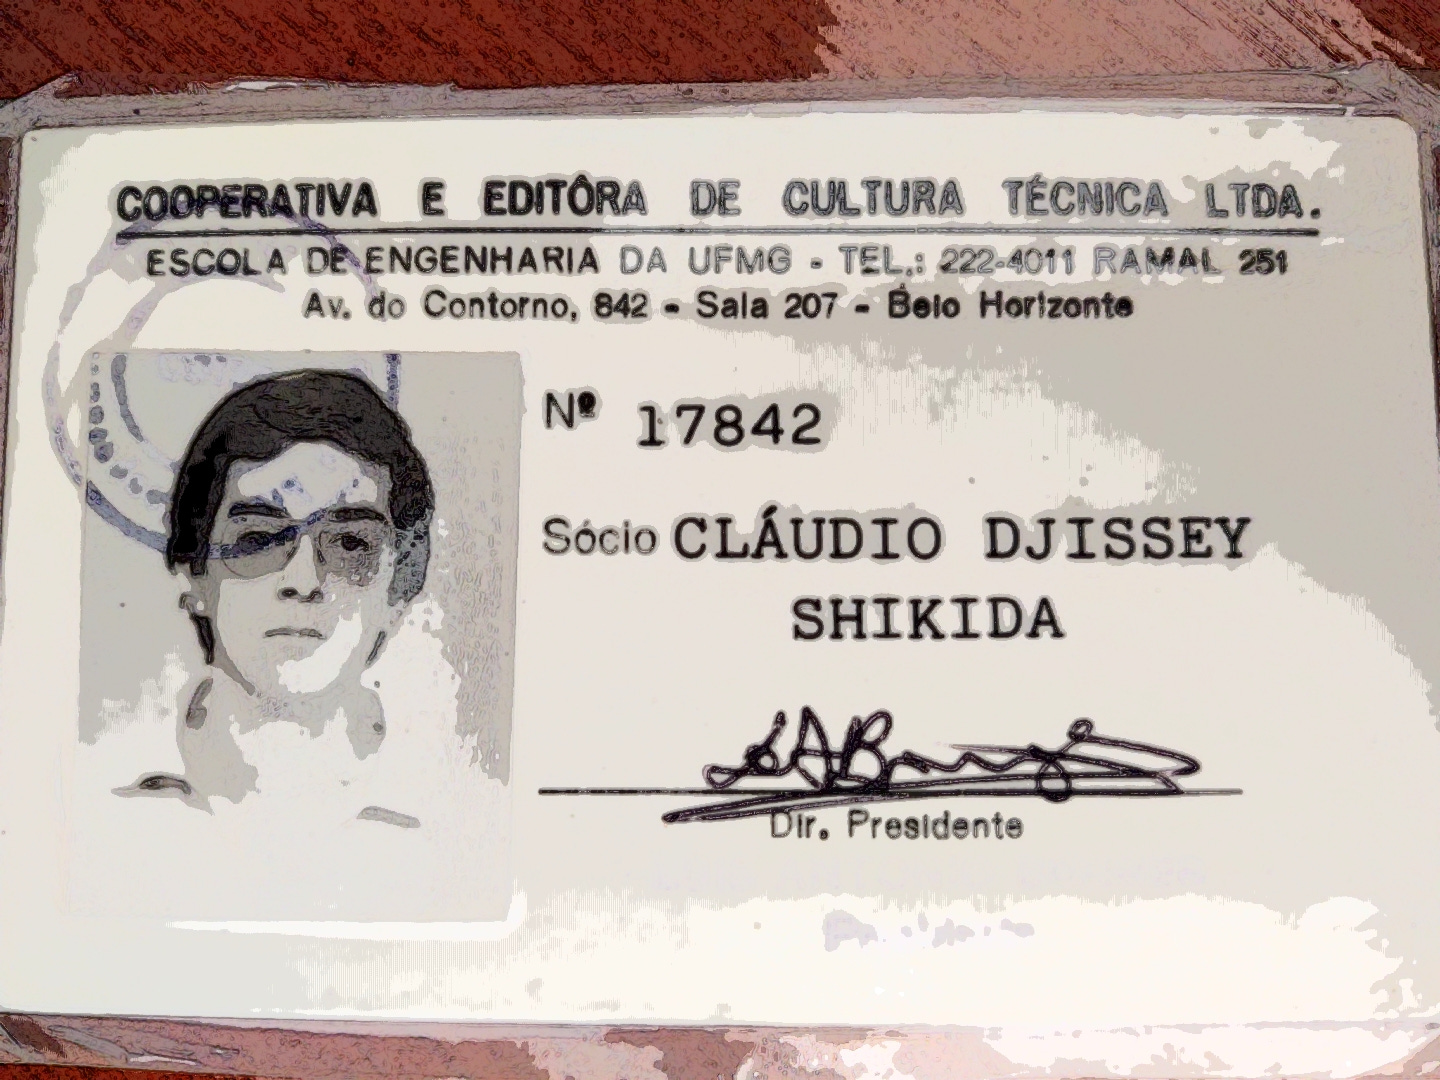 COOPERATIVA E EDITÔRA DE CULTURA TÉCNICA LTDA.
ESCOLA DE ENGENHARIA DA UFMG - TEL.: 222-4011 RAMAL 251
Av. do Contorno, 842 - Sala 207 - Belo Horizonte
Nº 17842
Sócio CLÁUDIO DJISSEY
SHIKIDA
Dir. Presidente